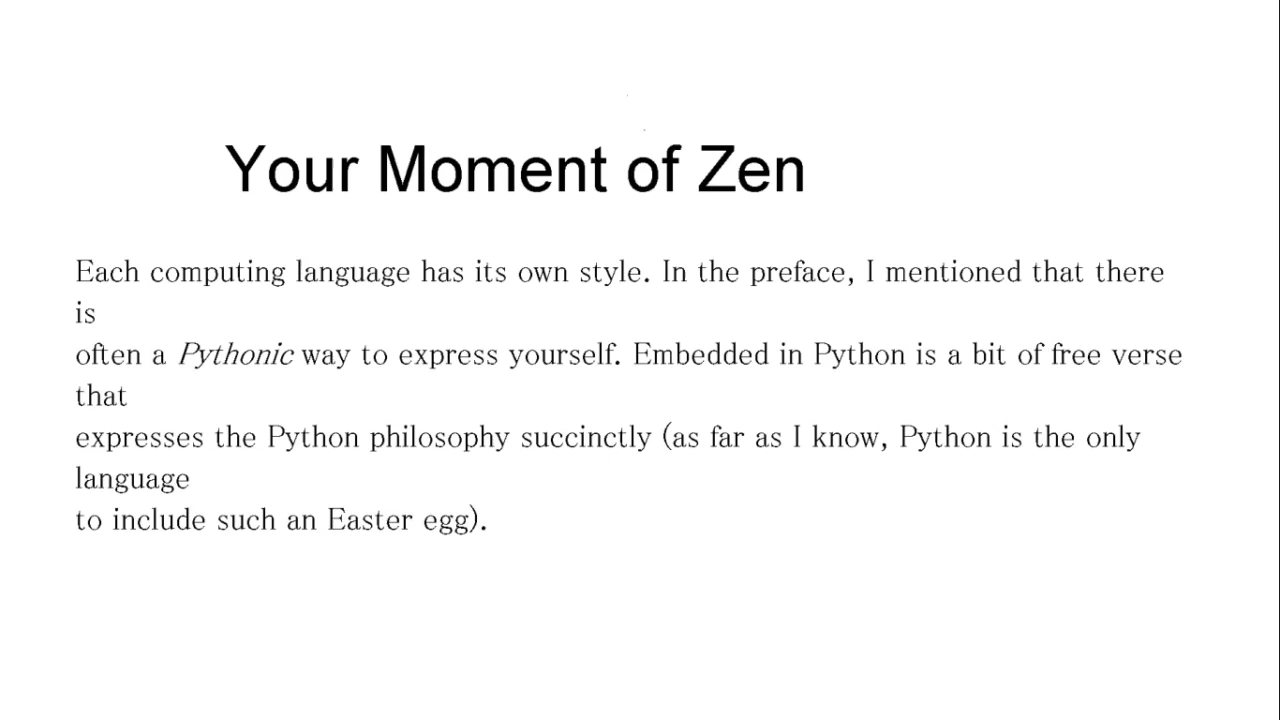 Your Moment of Zen
Each computing language has its own style. In the preface, I mentioned that there
is
often a Pythonic way to express yourself. Embedded in Python is a bit of free verse
that
expresses the Python philosophy succinctly (as far as I know, Python is the only
language
to include such an Easter egg).